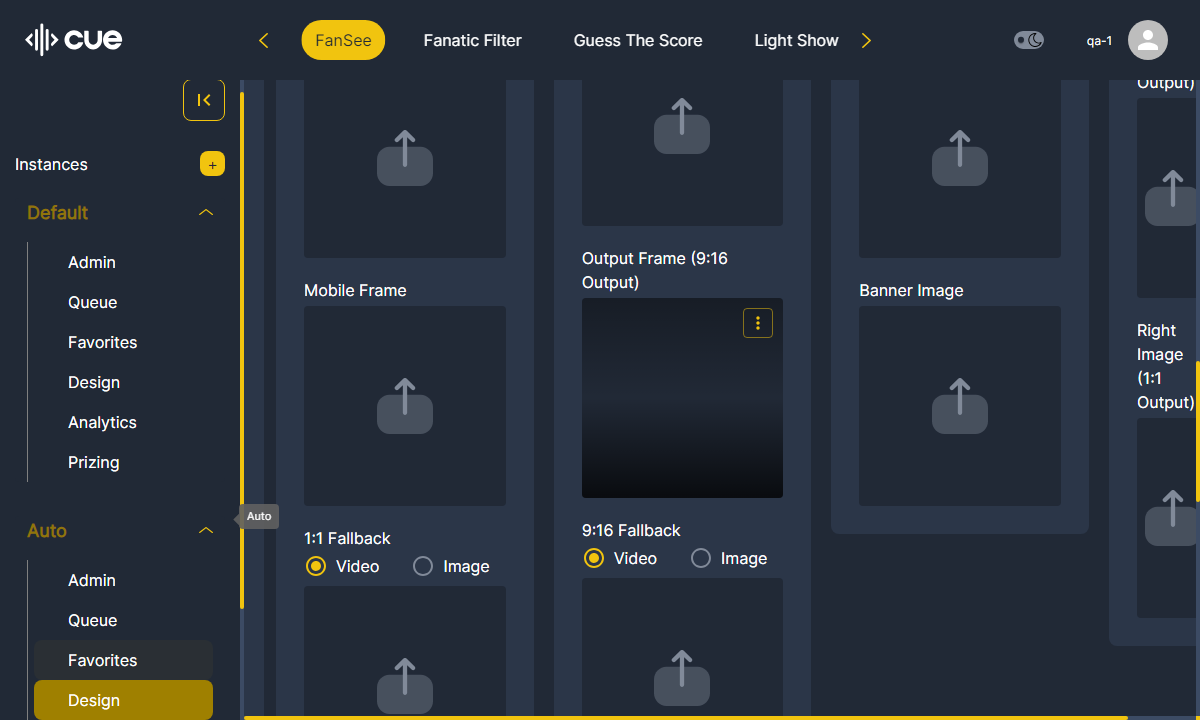 cue
FanSee
Fanatic Filter
Guess The Score
Light Show
qa-1
Instances
+
Default
Admin
Queue
Favorites
Design
Analytics
Prizing
Auto
Admin
Queue
Favorites
Design
Auto
Mobile Frame
1:1 Fallback
Video
Image
Output Frame (9:16
Output)
9:16 Fallback
Video
Image
Banner Image
Output)
Right
Image
(1:1
Output)